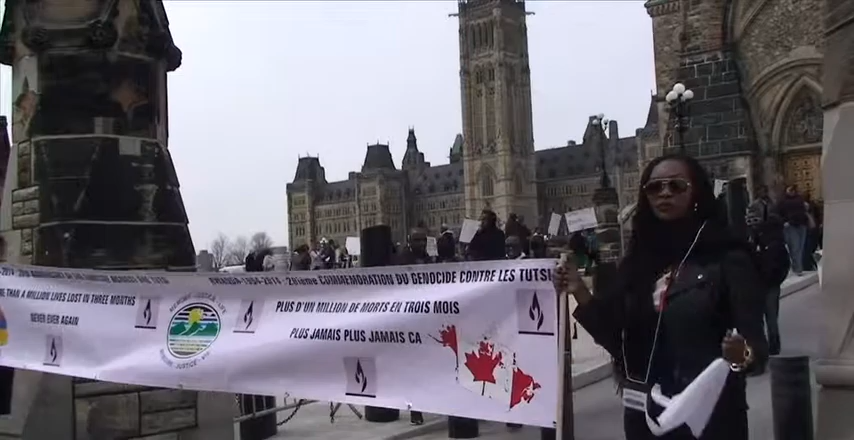 RWANDA 1994-2014 : 20ième COMMEMORATION DU GENOCIDE CONTRE LES TUTSI
THAN A MILLION LIVES LOST IN THREE MONTHS
NEVER EVER AGAIN
PLUS D'UN MILLION DE MORTS EN TROIS MOIS
PLUS JAMAIS PLUS JAMAIS CA